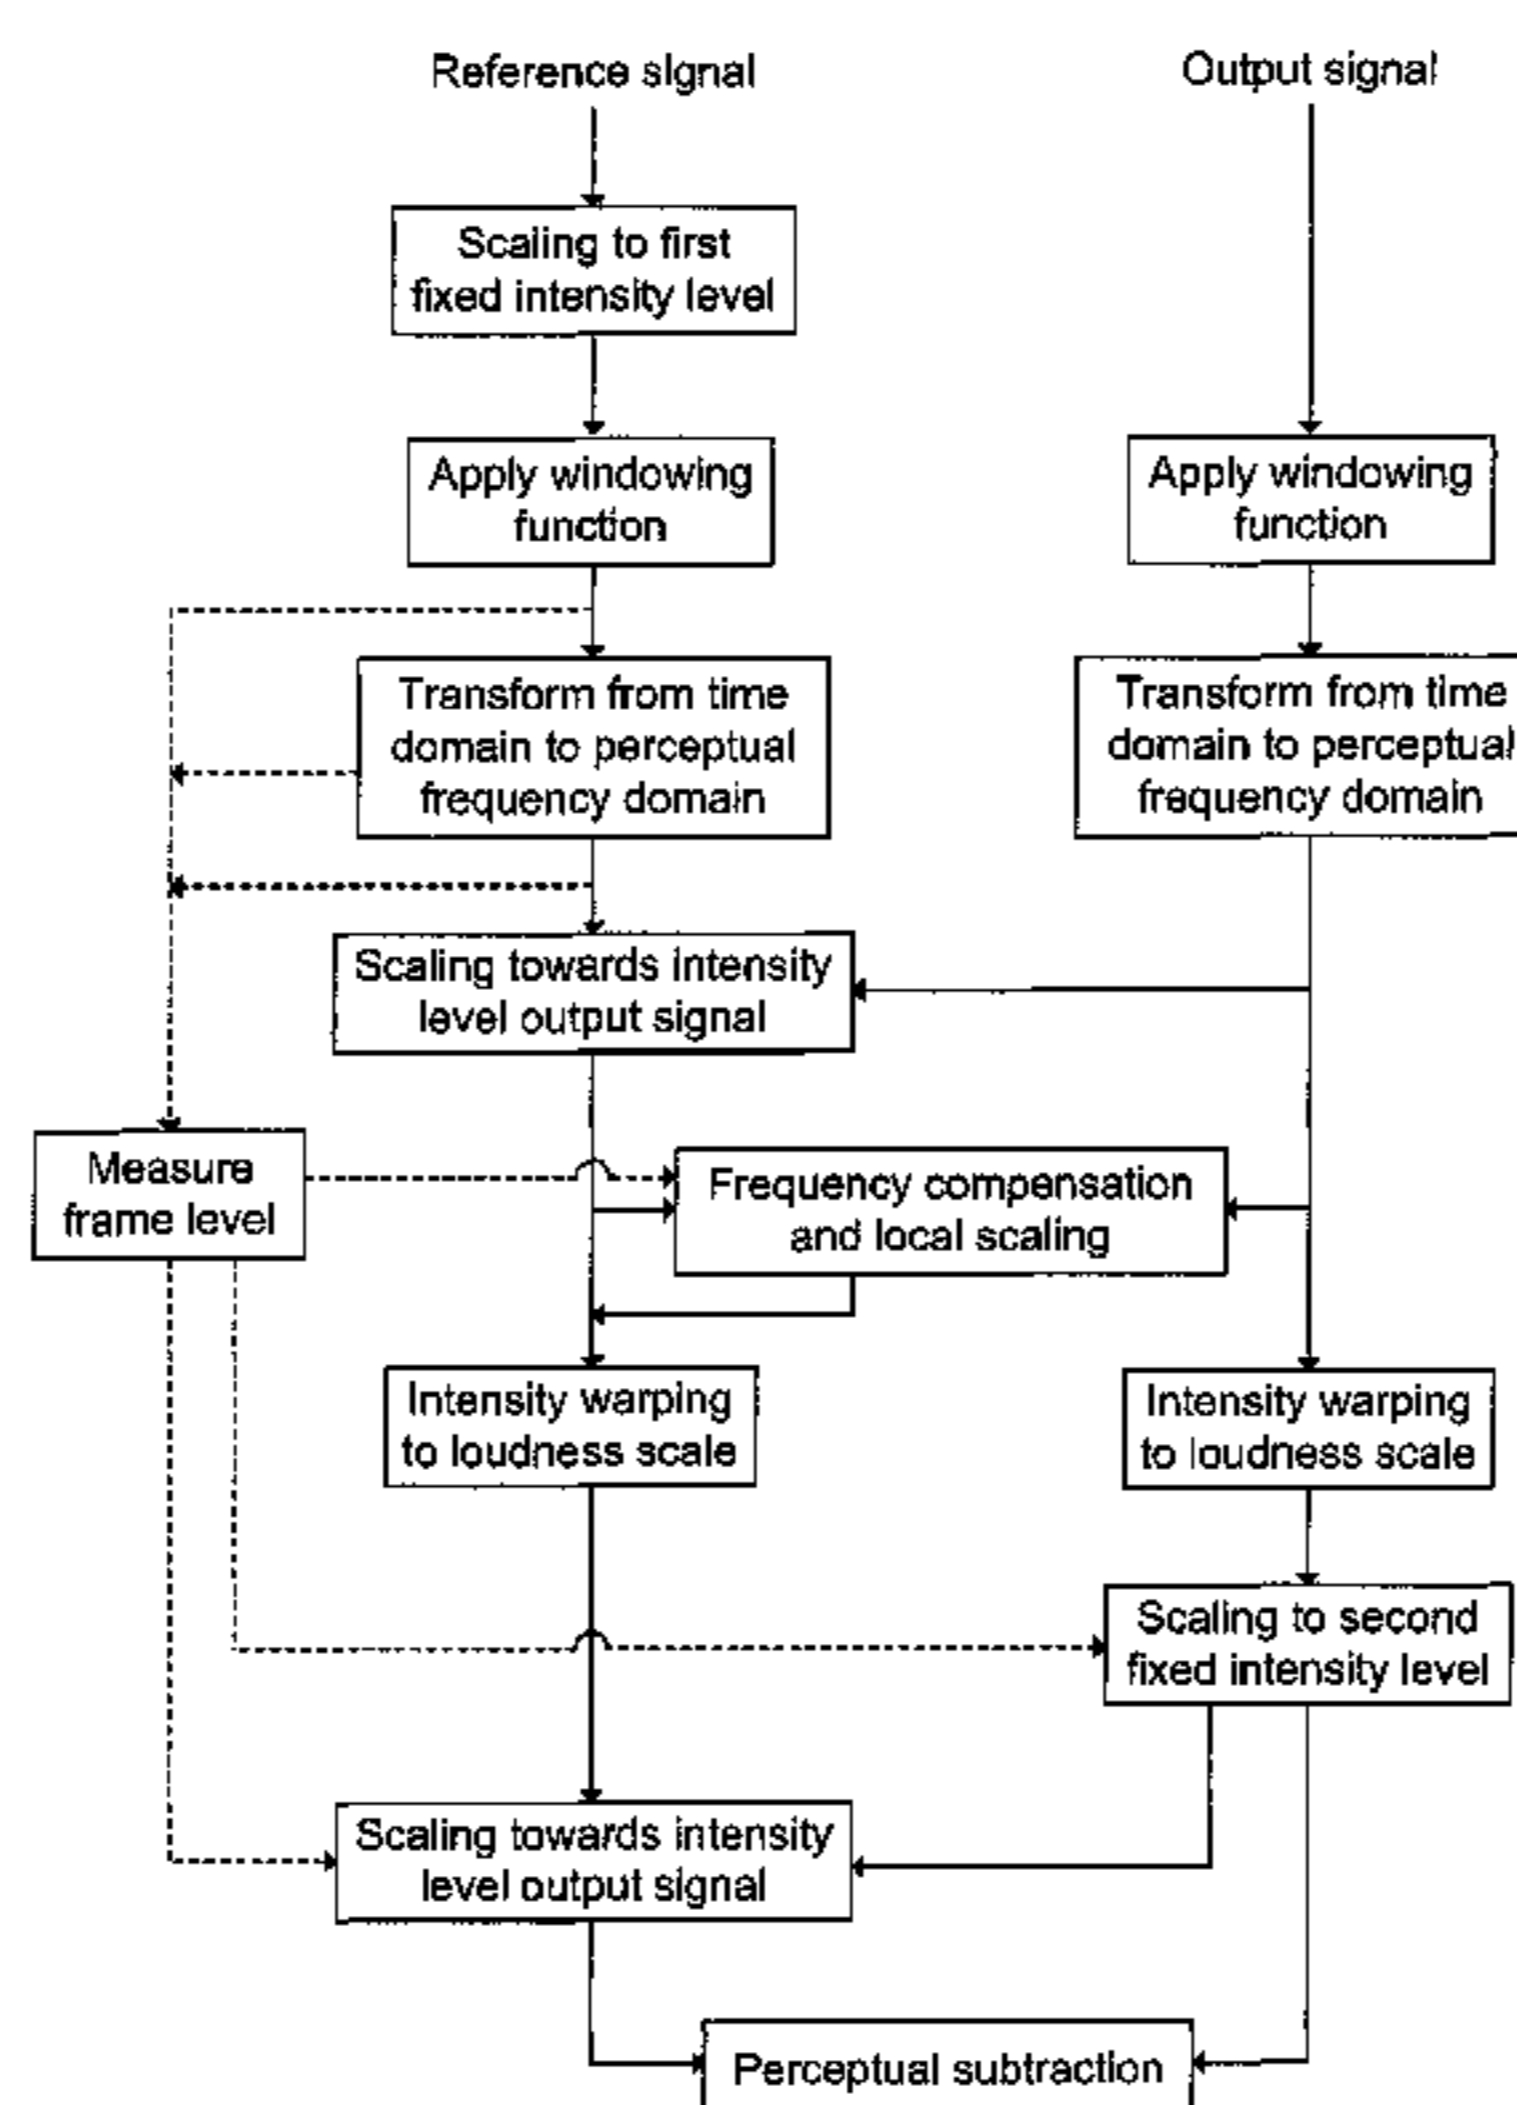 Reference signal
Output signal
Scaling to first
fixed intensity level
Apply windowing
function
Apply windowing
function
Transform from time
domain to perceptual
frequency domain
Transform from time
domain to perceptual
frequency domain
Scaling towards intensity
level output signal
Measure
frame level
Frequency compensation
and local scaling
Intensity warping
to loudness scale
Intensity warping
to loudness scale
Scaling to second
fixed intensity level
Scaling towards intensity
level output signal
Perceptual subtraction